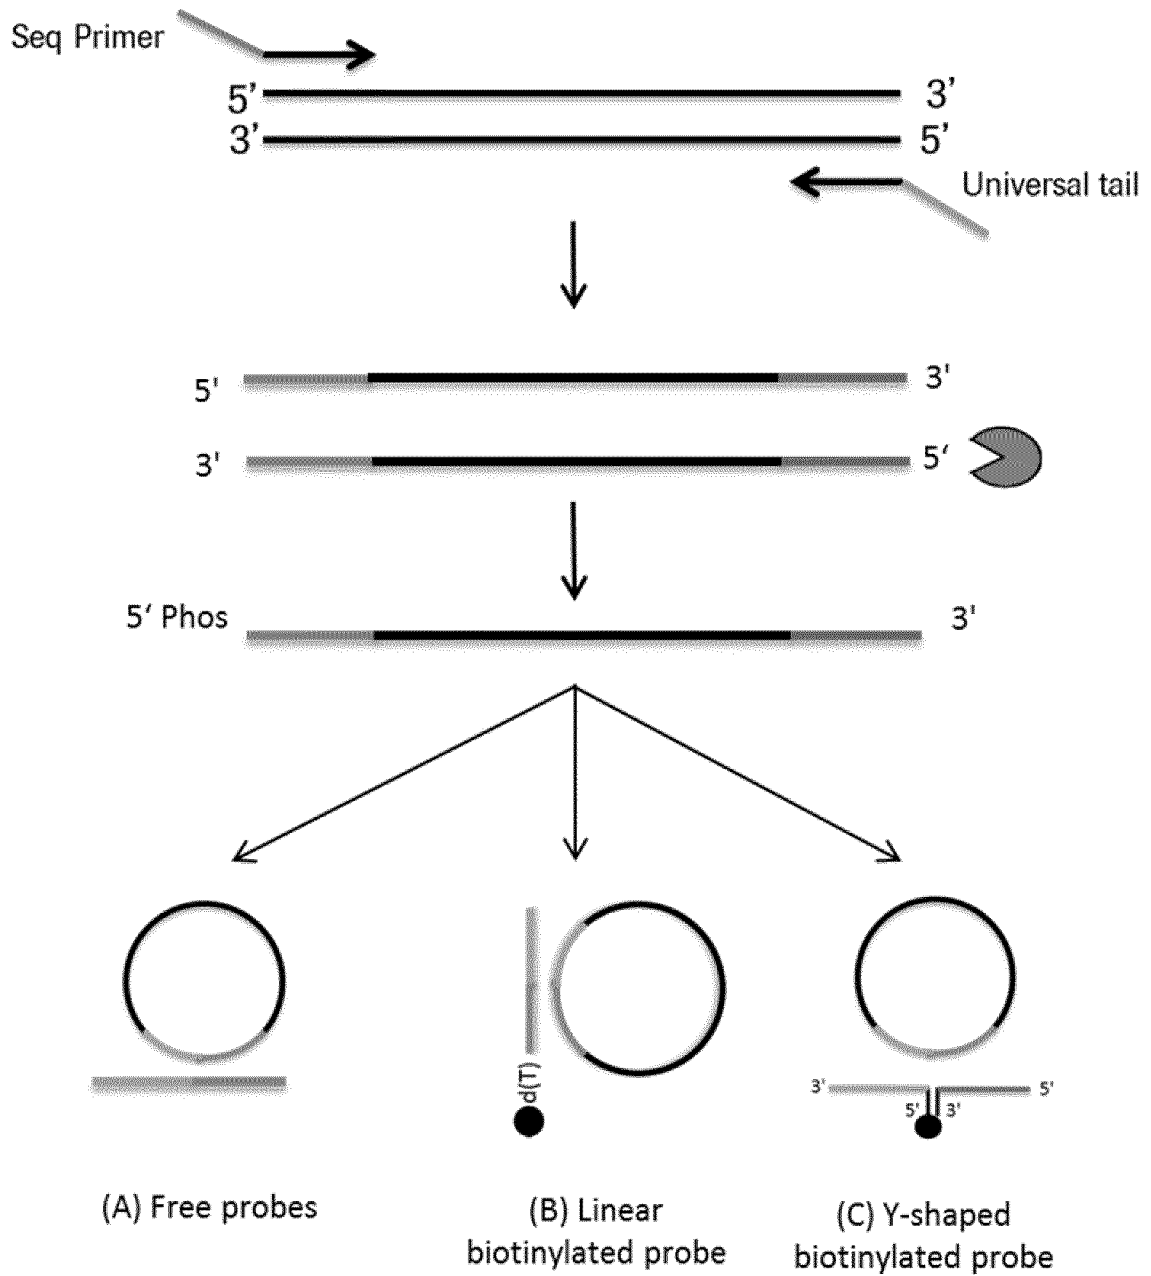 Seq Primer
5’ 3’
3’ 5’
Universal tail
5' 3'
3' 5‘
5‘ Phos 3'
d(T)
3' 5'
5' 3'
(A) Free probes
(B) Linear
biotinylated probe
(C) Y-shaped
biotinylated probe